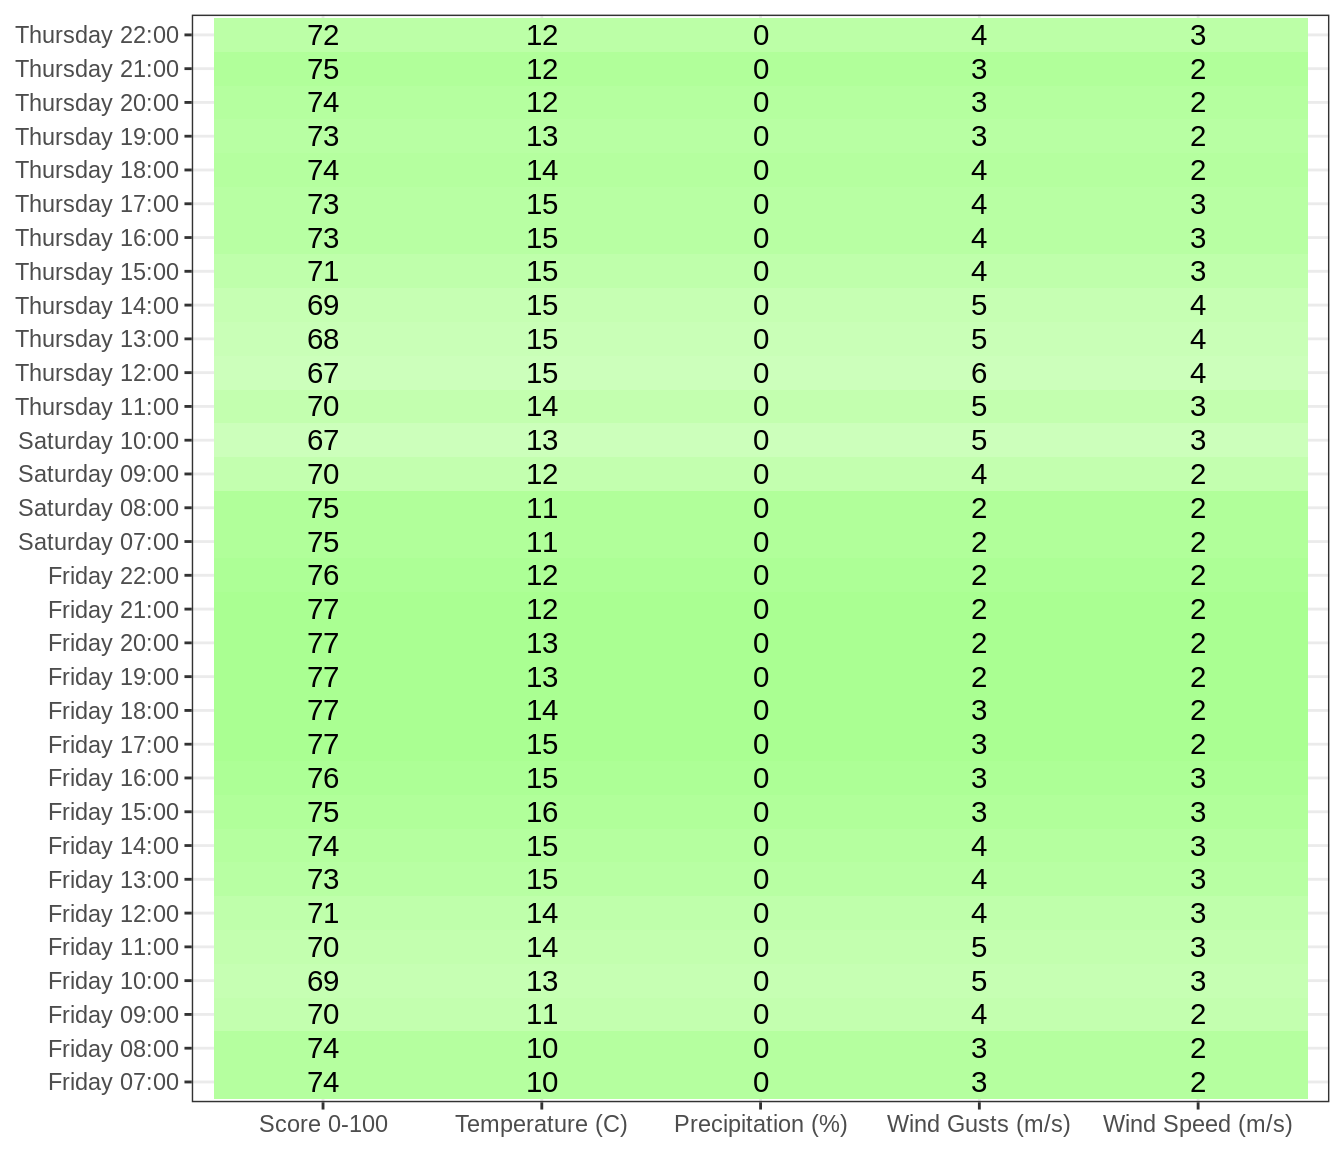 Thursday 22:00 72 12 0 4 3
Thursday 21:00 75 12 0 3 2
Thursday 20:00 74 12 0 3 2
Thursday 19:00 73 13 0 3 2
Thursday 18:00 74 14 0 4 2
Thursday 17:00 73 15 0 4 3
Thursday 16:00 73 15 0 4 3
Thursday 15:00 71 15 0 4 3
Thursday 14:00 69 15 0 5 4
Thursday 13:00 68 15 0 5 4
Thursday 12:00 67 15 0 6 4
Thursday 11:00 70 14 0 5 3
Saturday 10:00 67 13 0 5 3
Saturday 09:00 70 12 0 4 2
Saturday 08:00 75 11 0 2 2
Saturday 07:00 75 11 0 2 2
Friday 22:00 76 12 0 2 2
Friday 21:00 77 12 0 2 2
Friday 20:00 77 13 0 2 2
Friday 19:00 77 13 0 2 2
Friday 18:00 77 14 0 3 2
Friday 17:00 77 15 0 3 2
Friday 16:00 76 15 0 3 3
Friday 15:00 75 16 0 3 3
Friday 14:00 74 15 0 4 3
Friday 13:00 73 15 0 4 3
Friday 12:00 71 14 0 4 3
Friday 11:00 70 14 0 5 3
Friday 10:00 69 13 0 5 3
Friday 09:00 70 11 0 4 2
Friday 08:00 74 10 0 3 2
Friday 07:00 74 10 0 3 2
Score 0-100 Temperature (C) Precipitation (%) Wind Gusts (m/s) Wind Speed (m/s)